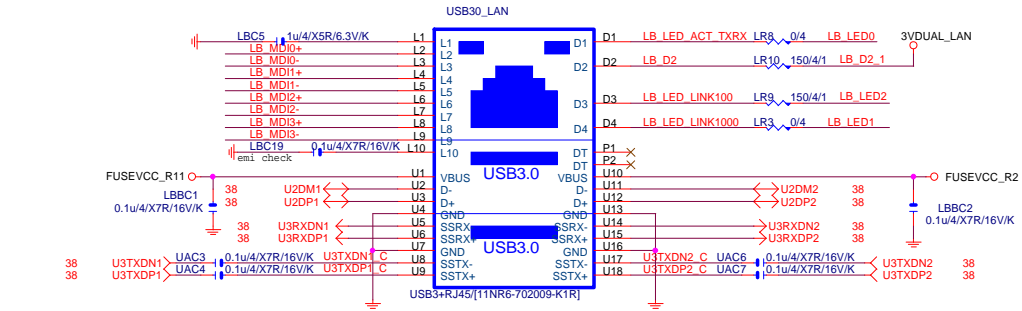 USB30_LAN
LBC5 1u/4/X5R/6.3V/K L1 L1 D1 D1 LB_LED_ACT_TXRX LR8 0/4 LB_LED0 3VDUAL_LAN
LB_MDI0+ L2 L2
LB_MDI0- L3 L3 D2 D2 LB_D2 LR10 150/4/1 LB_D2_1
LB_MDI1+ L4 L4
LB_MDI1- L5 L5
LB_MDI2+ L6 L6 D3 D3 LB_LED_LINK100 LR9 150/4/1 LB_LED2
LB_MDI2- L7 L7
LB_MDI3+ L8 L8 D4 D4 LB_LED_LINK1000 LR3 0/4 LB_LED1
LB_MDI3- L9 L9
LBC19 0.1u/4/X7R/16V/K L10 L10 DT P1
emi check
DT P2
FUSEVCC_R11 U1 VBUS USB3.0 VBUS U10 FUSEVCC_R2
LBBC1 38 U2DM1 U2 D- D- U11 U2DM2 38
0.1u/4/X7R/16V/K 38 U2DP1 U3 D+ D+ U12 U2DP2 38 LBBC2
U4 GND GND U13 0.1u/4/X7R/16V/K
38 U3RXDN1 U5 SSRX- SSRX- U14 U3RXDN2 38
38 U3RXDP1 U6 SSRX+ SSRX+ U15 U3RXDP2 38
U7 GND USB3.0 GND U16
38 U3TXDN1 UAC3 0.1u/4/X7R/16V/K U3TXDN1_C U8 SSTX- SSTX- U17 U3TXDN2_C UAC6 0.1u/4/X7R/16V/K U3TXDN2 38
38 U3TXDP1 UAC4 0.1u/4/X7R/16V/K U3TXDP1_C U9 SSTX+ SSTX+ U18 U3TXDP2_C UAC7 0.1u/4/X7R/16V/K U3TXDP2 38
USB3+RJ45/[11NR6-702009-K1R]